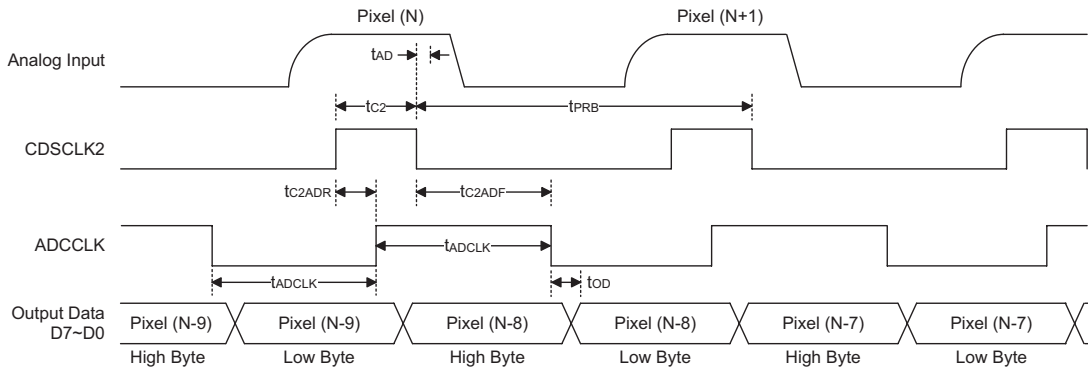 Pixel (N) Pixel (N+1)
Analog Input
tAD
tC2 tPRB
CDSCLK2
tC2ADR tC2ADF
ADCCLK
tADCLK
tADCLK tOD
Output Data
D7~D0
Pixel (N-9) Pixel (N-9) Pixel (N-8) Pixel (N-8) Pixel (N-7) Pixel (N-7)
High Byte Low Byte High Byte Low Byte High Byte Low Byte